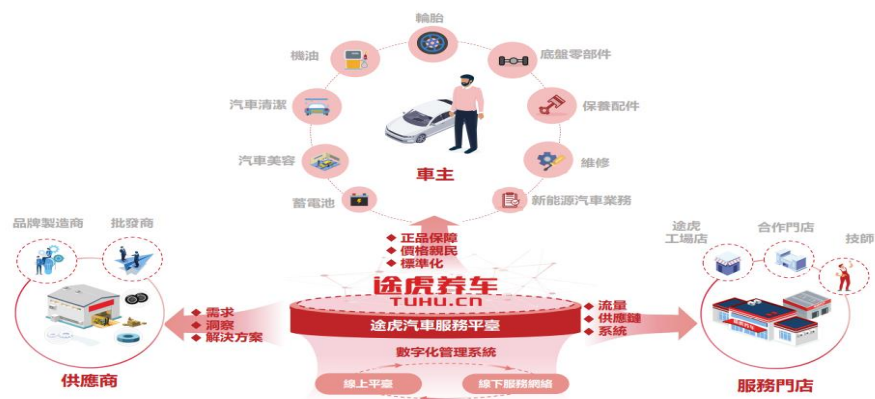 輪胎
機油
底盤零部件
汽車清潔
保養配件
汽車美容
維修
車主
蓄電池
新能源汽車業務
品牌製造商
批發商
正品保障
價格親民
標準化
途虎
工場店
合作門店
技師
途虎养车
TUHU.CN
需求
洞察
解決方案
途虎汽車服務平臺
流量
供應鏈
系統
數字化管理系統
線上平臺
線下服務網絡
供應商
服務門店